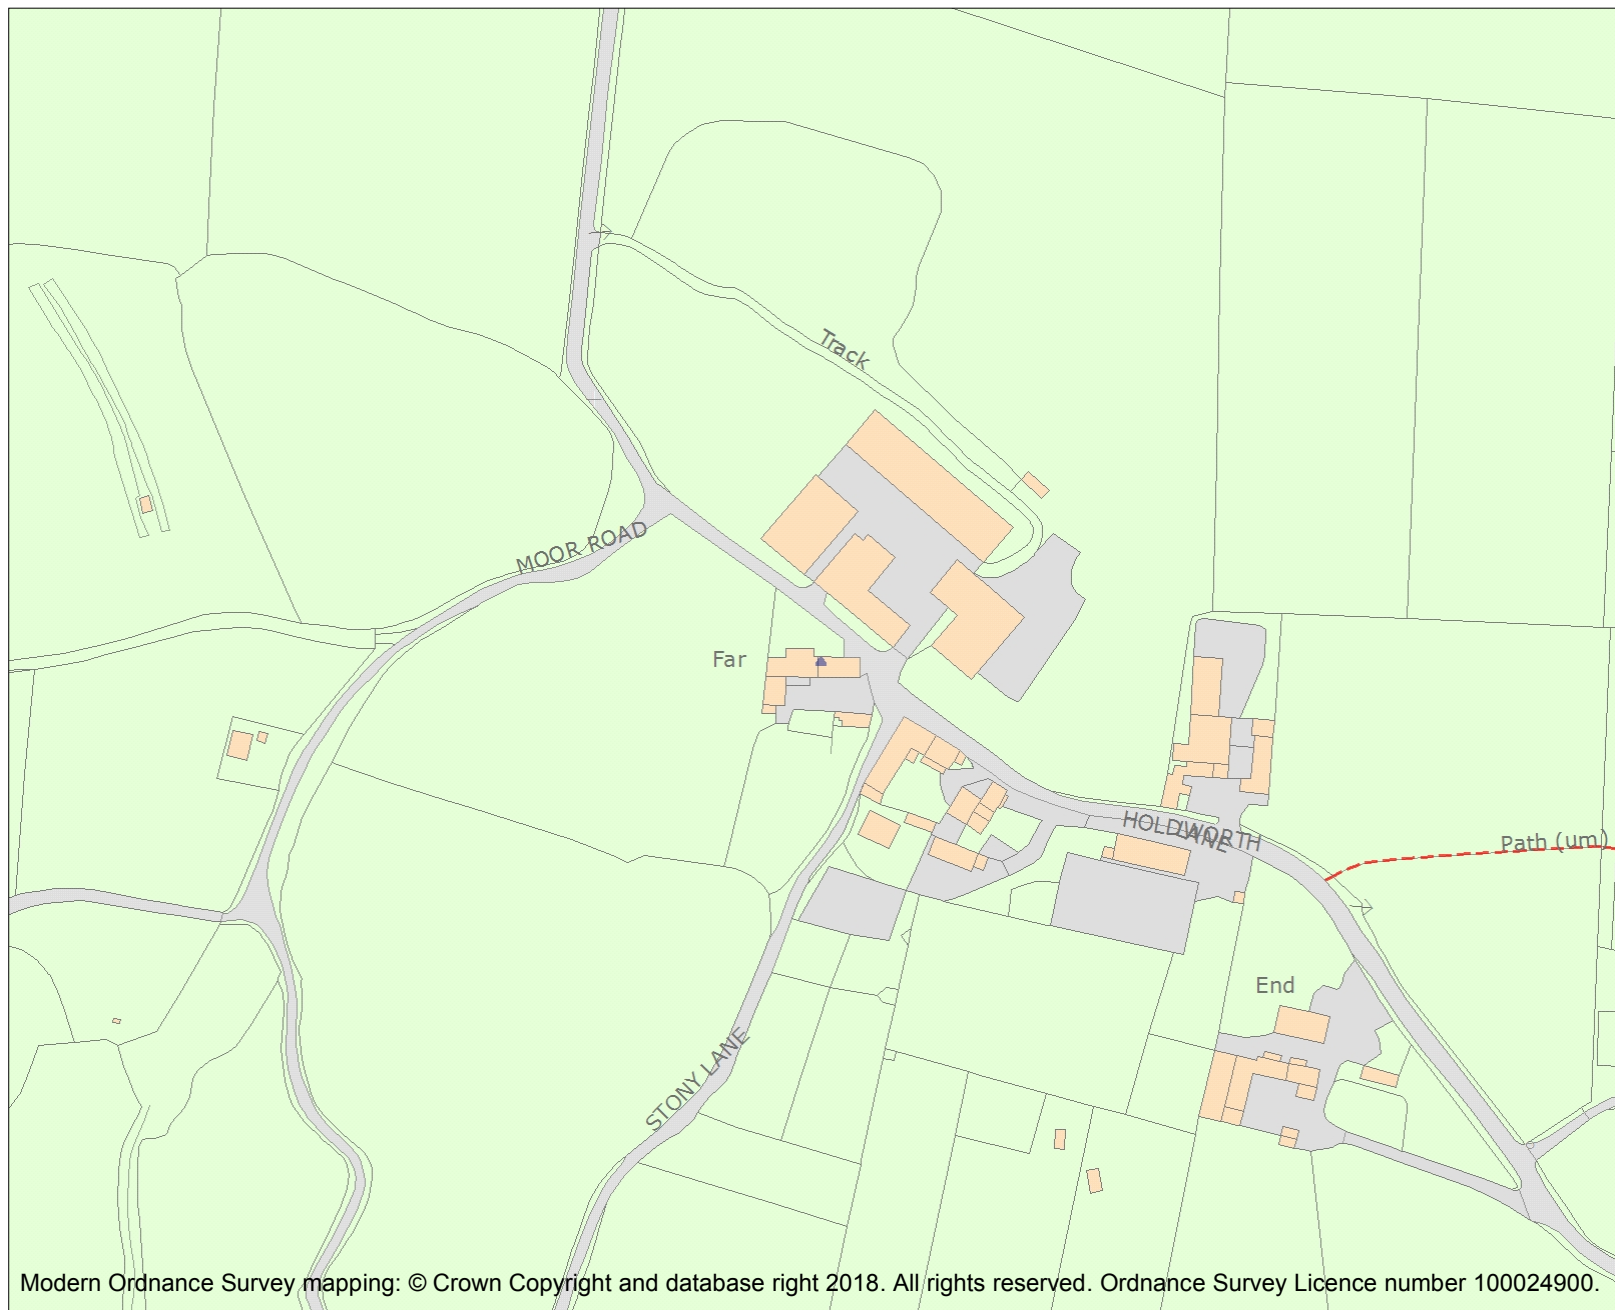 Track
MOOR ROAD
Far
HOLDWORTH
LANE
Path (um)
End
STONY LANE
Modern Ordnance Survey mapping: © Crown Copyright and database right 2018. All rights reserved. Ordnance Survey Licence number 100024900.